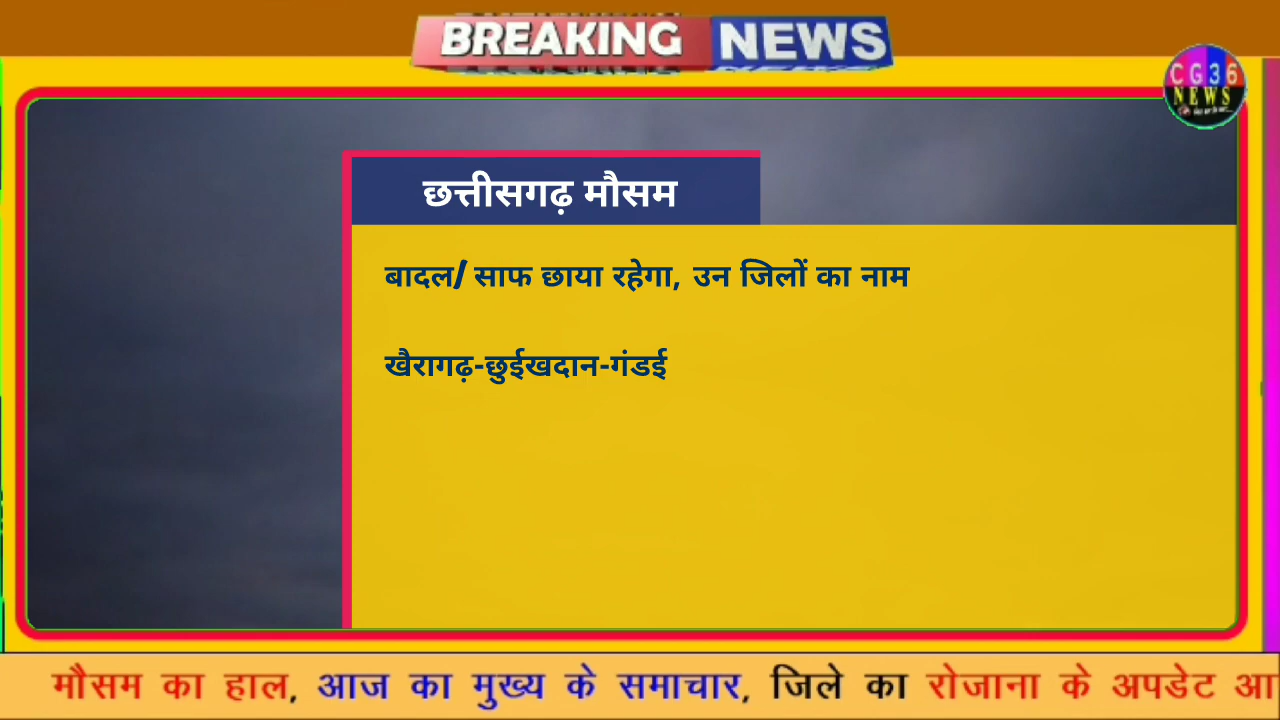 BREAKING NEWS
CG36
NEWS
छत्तीसगढ़ मौसम
बादल/ साफ छाया रहेगा, उन जिलों का नाम
खैरागढ़-छुईखदान-गंडई
मौसम का हाल, आज का मुख्य के समाचार, जिले का रोजाना के अपडेट आ